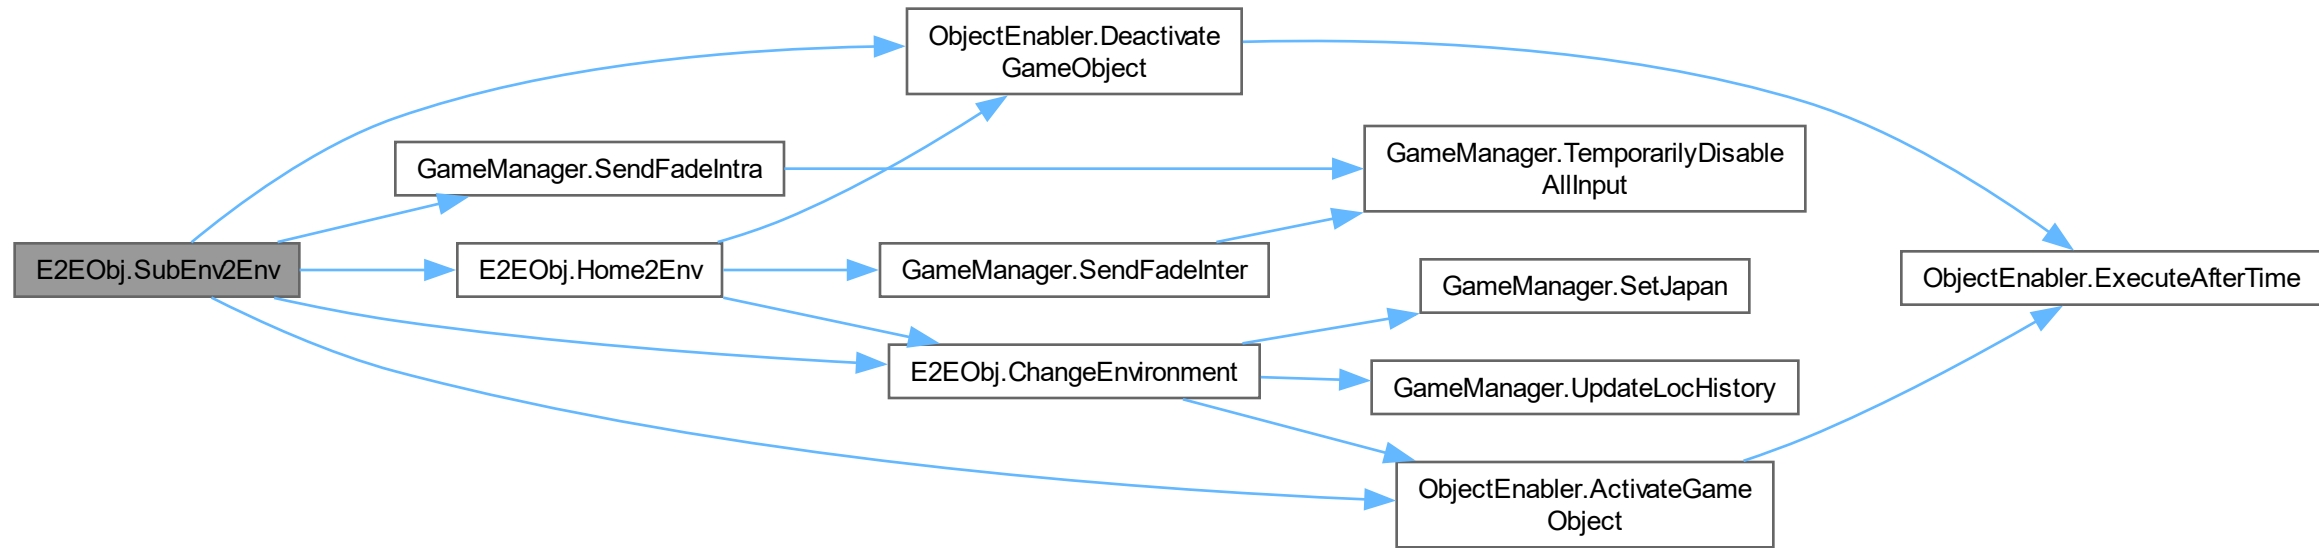 ObjectEnabler.Deactivate
GameObject
GameManager.SendFadeIntra
GameManager.TemporarilyDisable
AllInput
E2EObj.SubEnv2Env
E2EObj.Home2Env
GameManager.SendFadeInter
GameManager.SetJapan
ObjectEnabler.ExecuteAfterTime
E2EObj.ChangeEnvironment
GameManager.UpdateLocHistory
ObjectEnabler.ActivateGame
Object